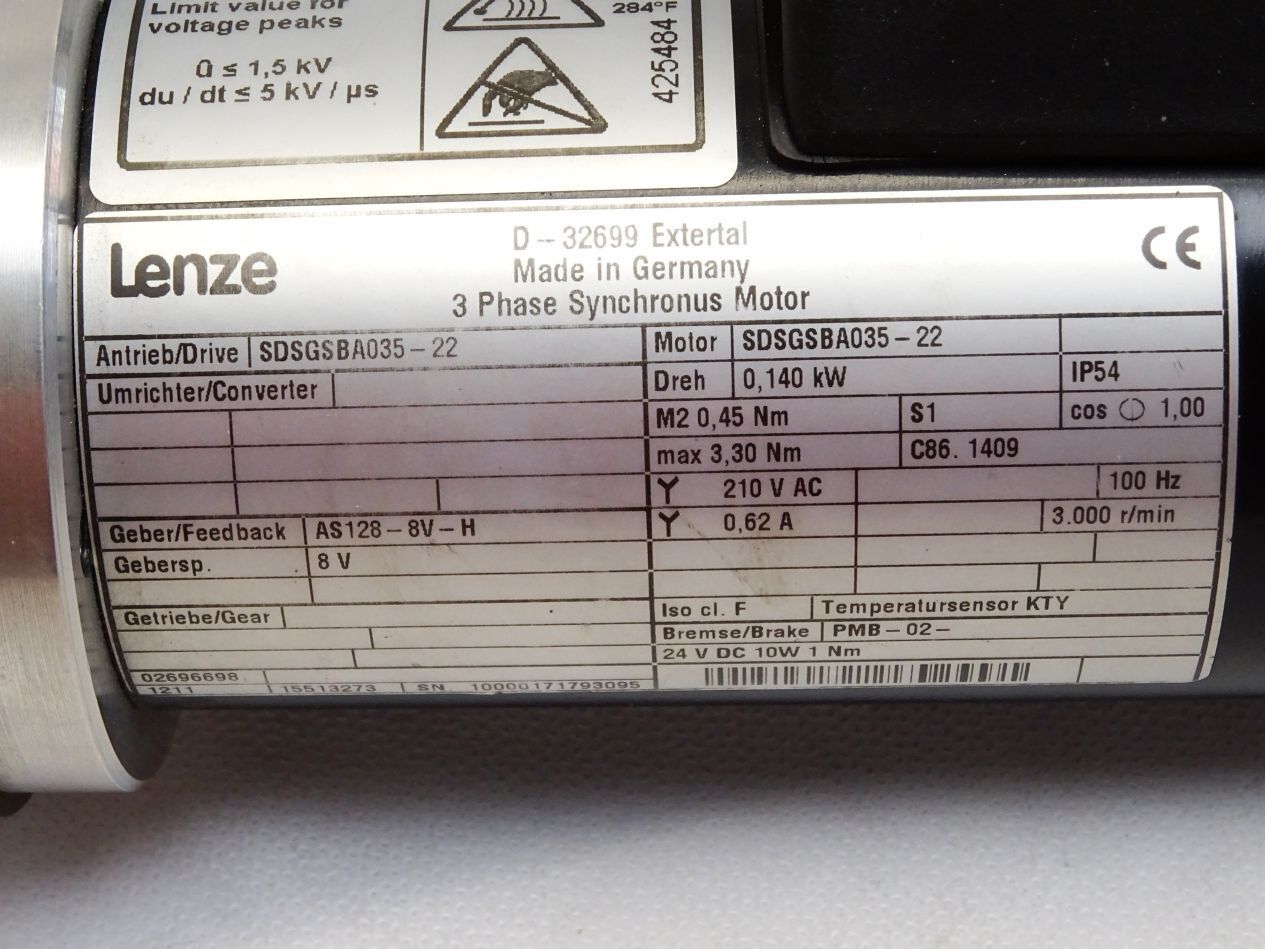 Limit value for
voltage peaks
Û ≤ 1,5 kV
du / dt ≤ 5 kV / µs
284°F
425484
Lenze
D – 32699 Extertal
Made in Germany
3 Phase Synchronus Motor
CE
Antrieb/Drive SDSGSBA035 – 22
Umrichter/Converter
Geber/Feedback AS128 – 8V – H
Gebersp. 8 V
Getriebe/Gear
02696698
1211 15513273 SN 10000171793095
Motor SDSGSBA035 – 22
Dreh 0,140 kW IP54
M2 0,45 Nm S1 cos φ 1,00
max 3,30 Nm C86. 1409
Y 210 V AC 100 Hz
Y 0,62 A 3.000 r/min
Iso cl. F Temperatursensor KTY
Bremse/Brake PMB – 02 –
24 V DC 10W 1 Nm